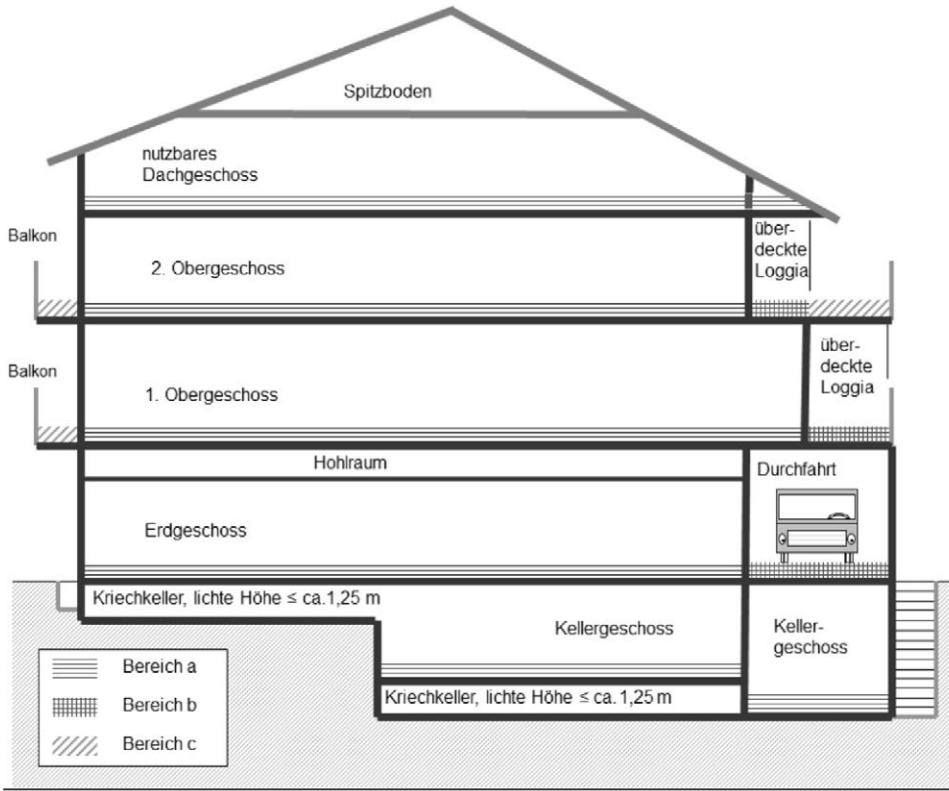 Spitzboden
nutzbares
Dachgeschoss
Balkon
2. Obergeschoss
über-
deckte
Loggia
Balkon
1. Obergeschoss
über-
deckte
Loggia
Hohlraum
Durchfahrt
Erdgeschoss
Kriechkeller, lichte Höhe ≤ ca.1,25 m
Kellergeschoss
Keller-
geschoss
Kriechkeller, lichte Höhe ≤ ca. 1,25 m
Bereich a
Bereich b
Bereich c